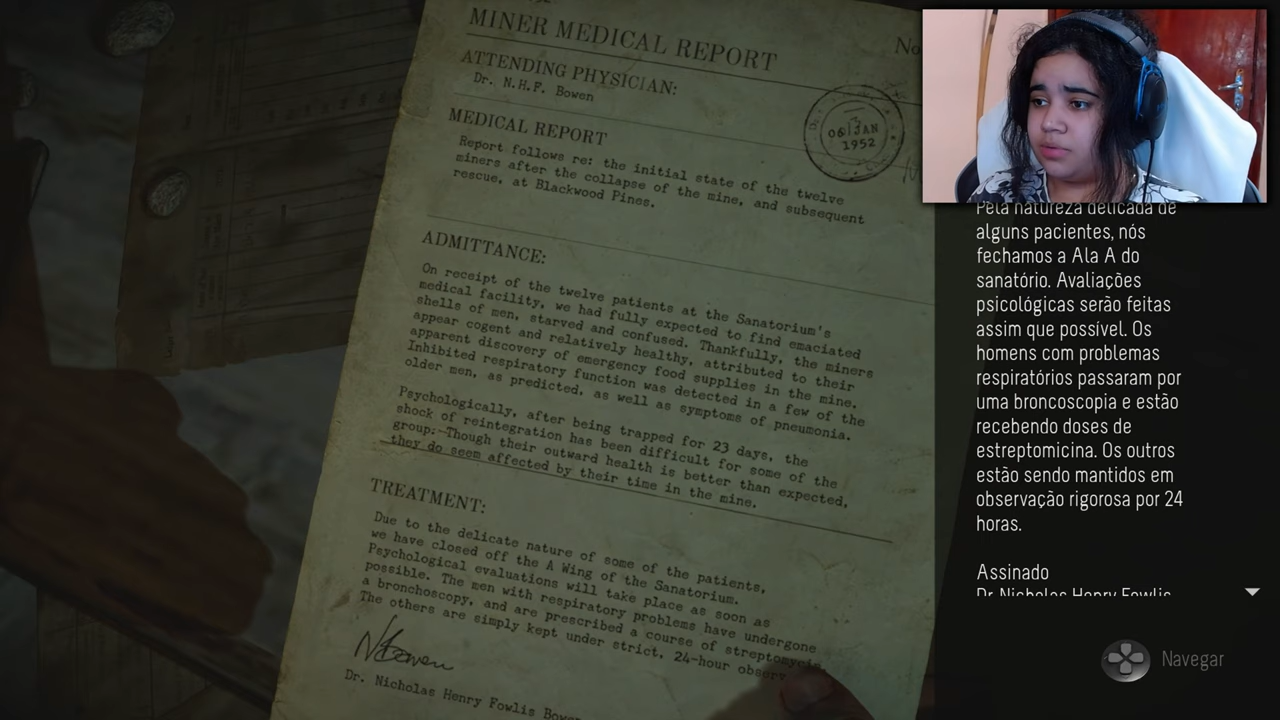 MINER MEDICAL REPORT
No
ATTENDING PHYSICIAN:
Dr. N.H.F. Bowen
06 JAN
1952
MEDICAL REPORT
Report follows re: the initial state of the twelve
miners after the collapse of the mine, and subsequent
rescue, at Blackwood Pines.
ADMITTANCE:
On receipt of the twelve patients at the Sanatorium's
medical facility, we had fully expected to find emaciated
shells of men, starved and confused. Thankfully, the miners
appear cogent and relatively healthy, attributed to their
apparent discovery of emergency food supplies in the mine.
Inhibited respiratory function was detected in a few of the
older men, as predicted, as well as symptoms of pneumonia.
Psychologically, after being trapped for 23 days, the
shock of reintegration has been difficult for some of the
group. Though their outward health is better than expected,
they do seem affected by their time in the mine.
TREATMENT:
Due to the delicate nature of some of the patients,
we have closed off the A Wing of the Sanatorium.
Psychological evaluations will take place as soon as
possible. The men with respiratory problems have undergone
a bronchoscopy, and are prescribed a course of streptomycin.
The others are simply kept under strict, 24-hour observ
Dr. Nicholas Henry Fowlis Bowen
Pela natureza delicada de
alguns pacientes, nós
fechamos a Ala A do
sanatório. Avaliações
psicológicas serão feitas
assim que possível. Os
homens com problemas
respiratórios passaram por
uma broncoscopia e estão
recebendo doses de
estreptomicina. Os outros
estão sendo mantidos em
observação rigorosa por 24
horas.
Assinado
Dr Nicholas Henry Fowlis
Navegar